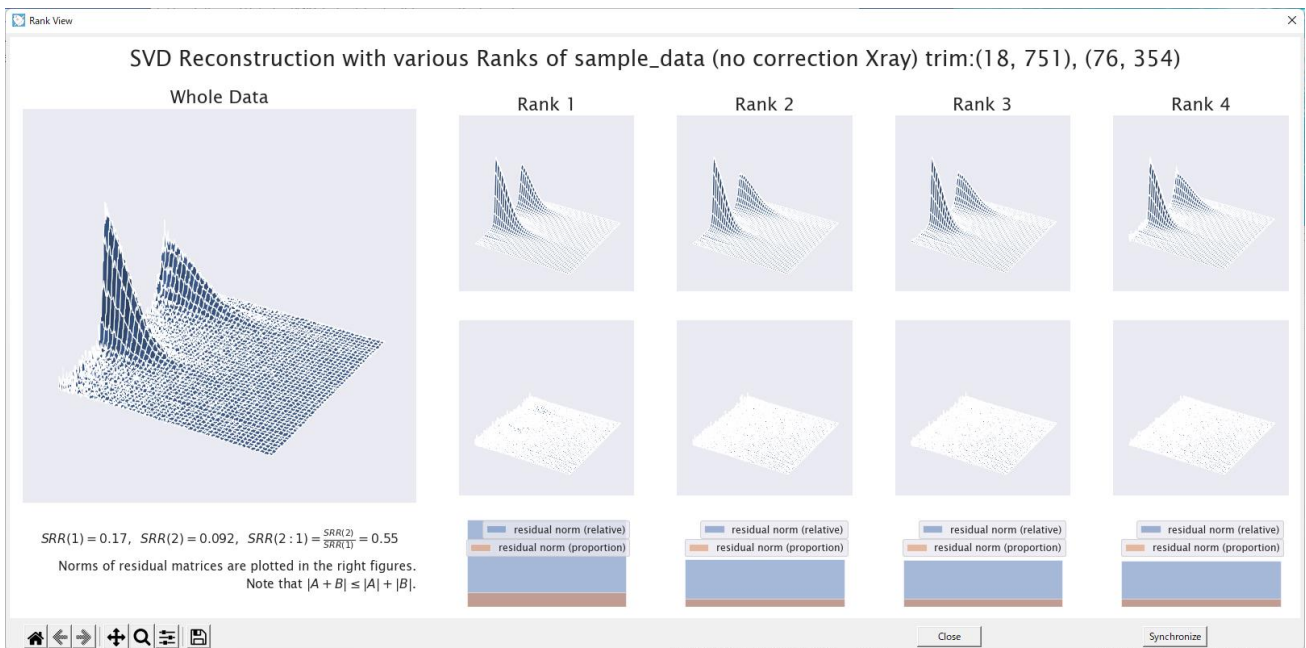 Rank View
SVD Reconstruction with various Ranks of sample_data (no correction Xray) trim:(18, 751), (76, 354)
Whole Data
Rank 1
Rank 2
Rank 3
Rank 4
SRR(1) = 0.17, SRR(2) = 0.092, SRR(2 : 1) = SRR(2)/SRR(1) = 0.55
Norms of residual matrices are plotted in the right figures.
Note that |A + B| ≤ |A| + |B|.
residual norm (relative)
residual norm (proportion)
residual norm (relative)
residual norm (proportion)
residual norm (relative)
residual norm (proportion)
residual norm (relative)
residual norm (proportion)
Close
Synchronize